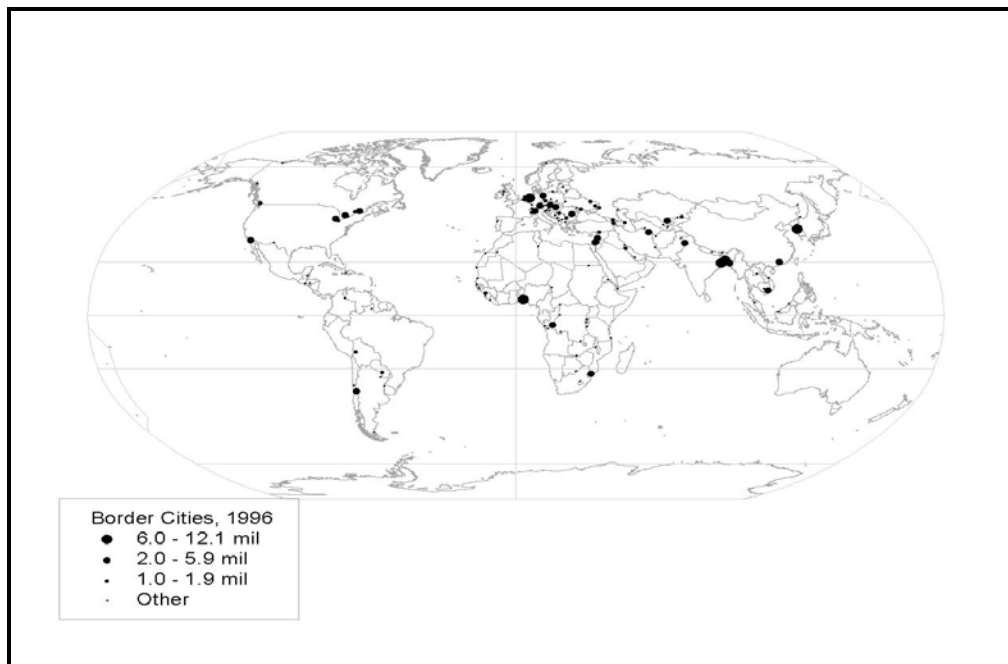 Border Cities, 1996
6.0 - 12.1 mil
2.0 - 5.9 mil
1.0 - 1.9 mil
Other